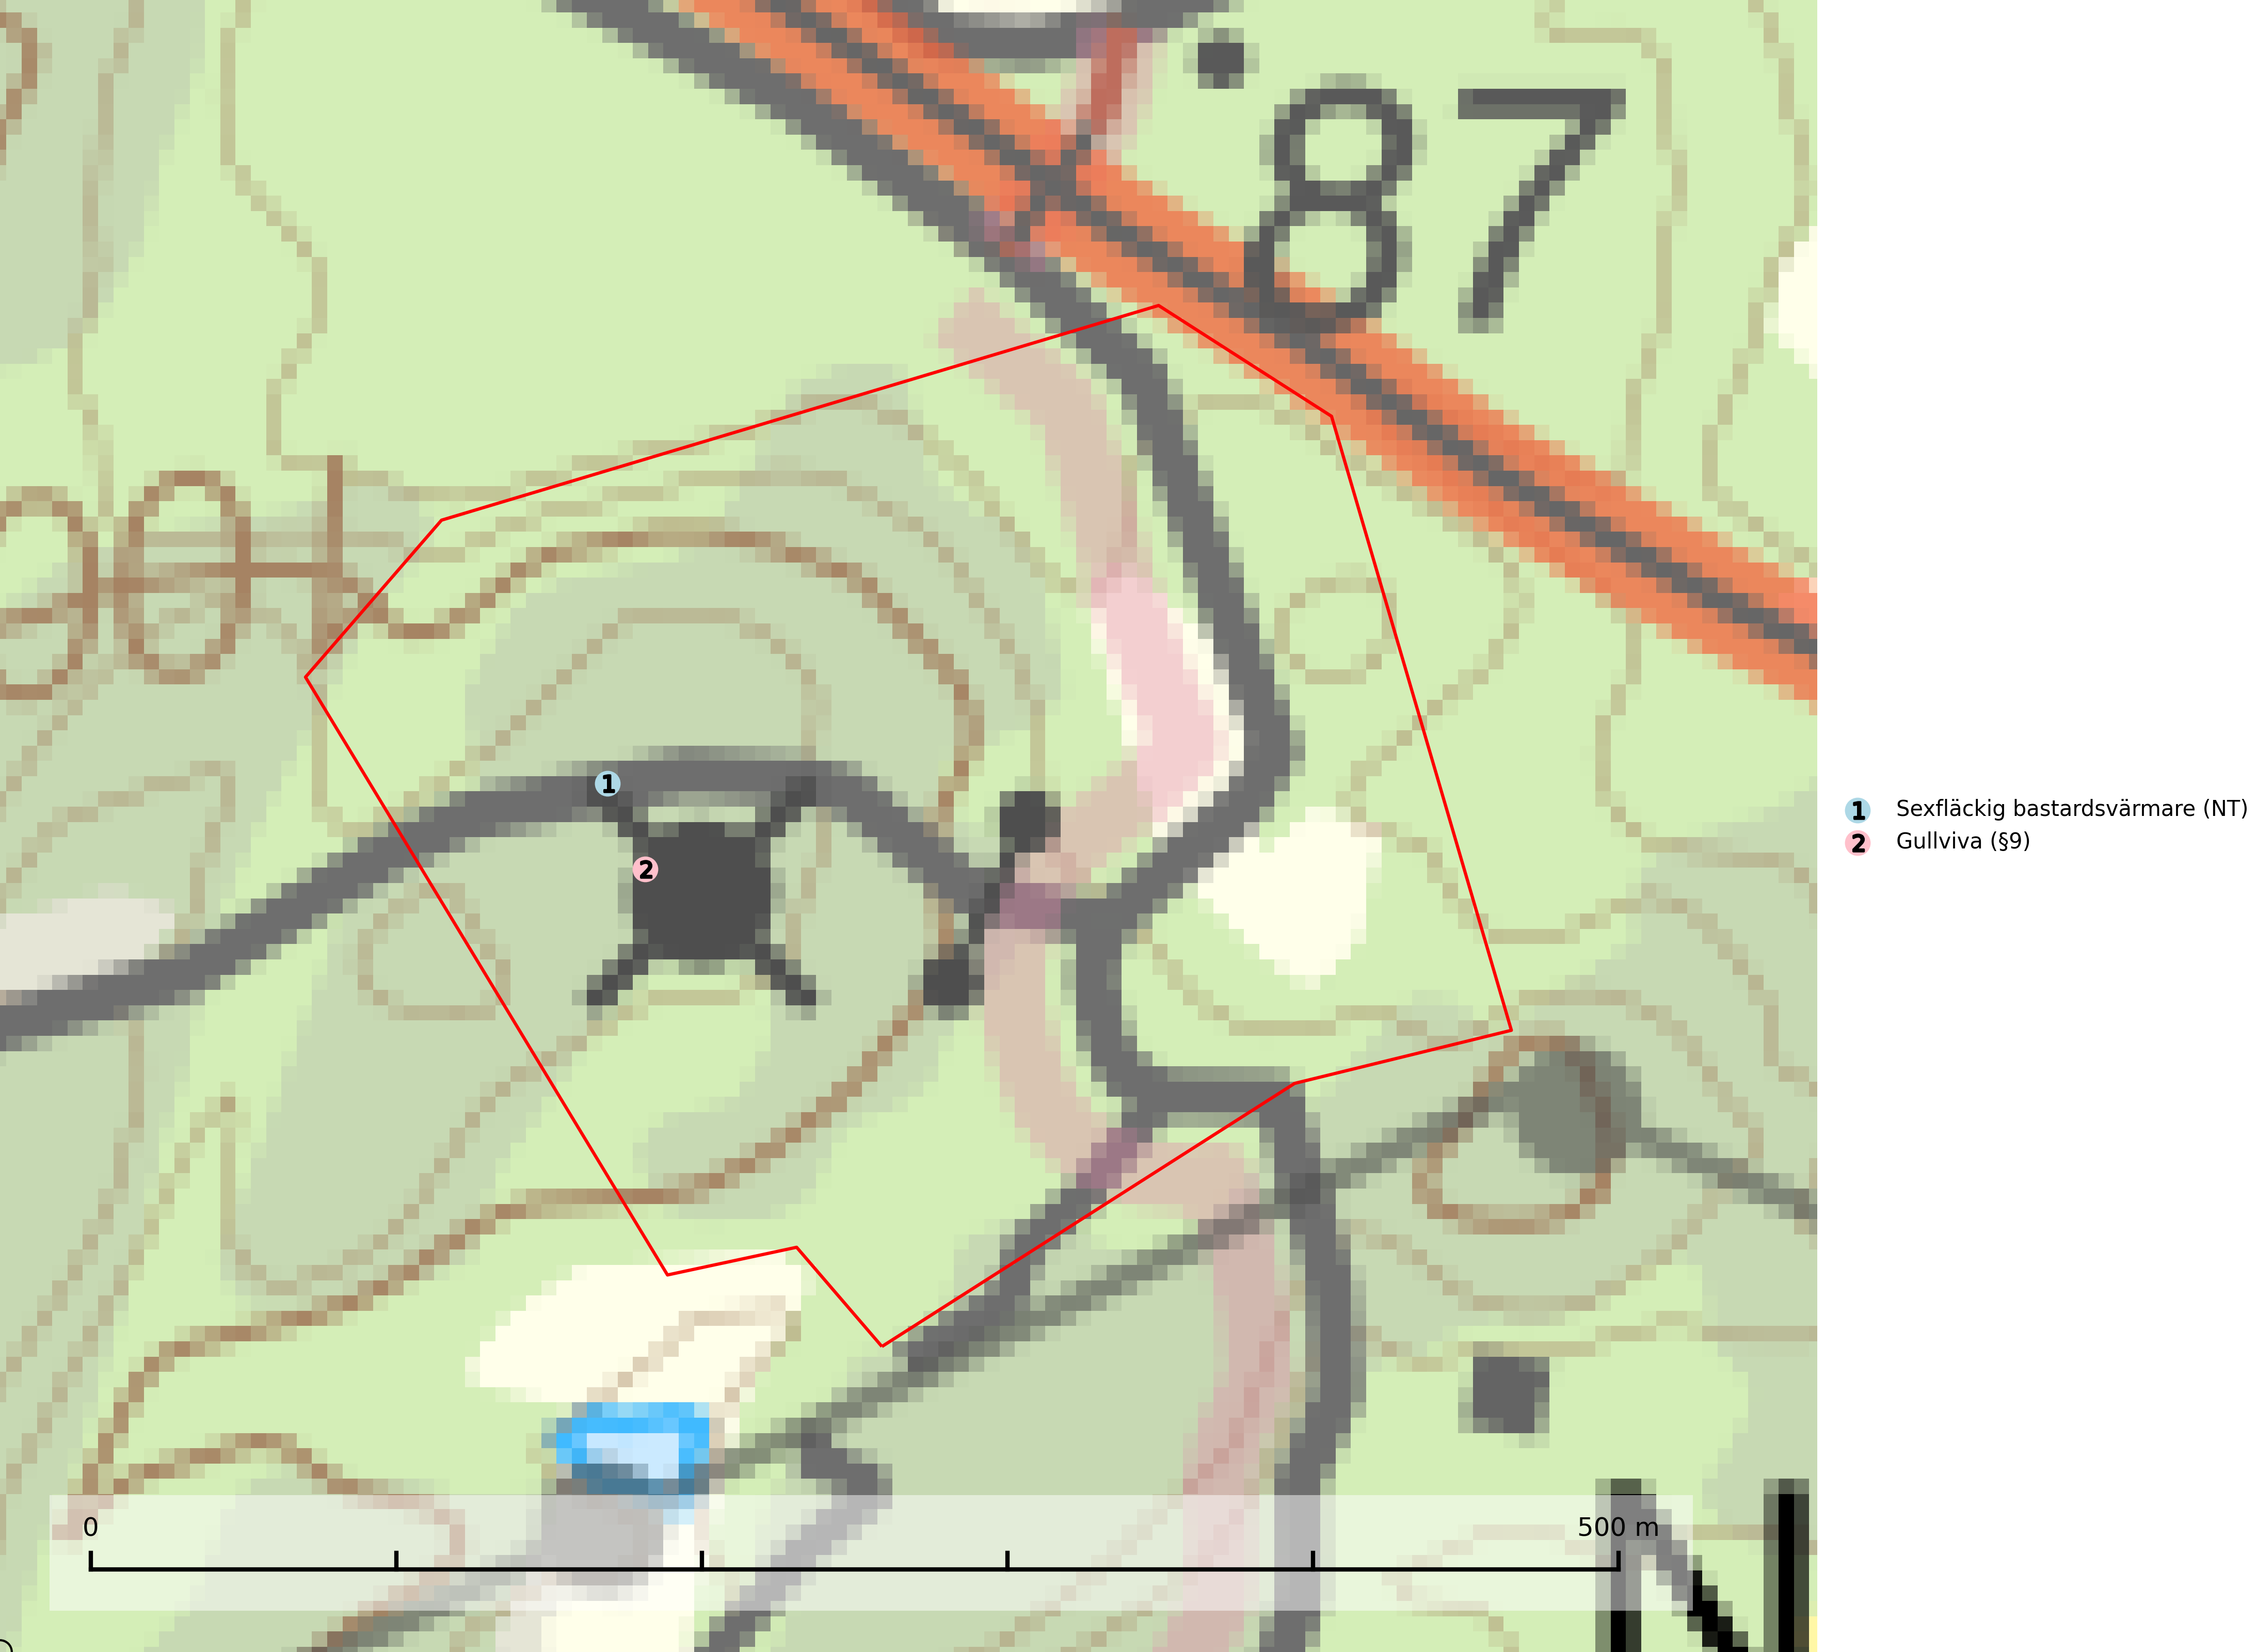 87
1
2
1 Sexfläckig bastardsvärmare (NT)
2 Gullviva (§9)
0
500 m